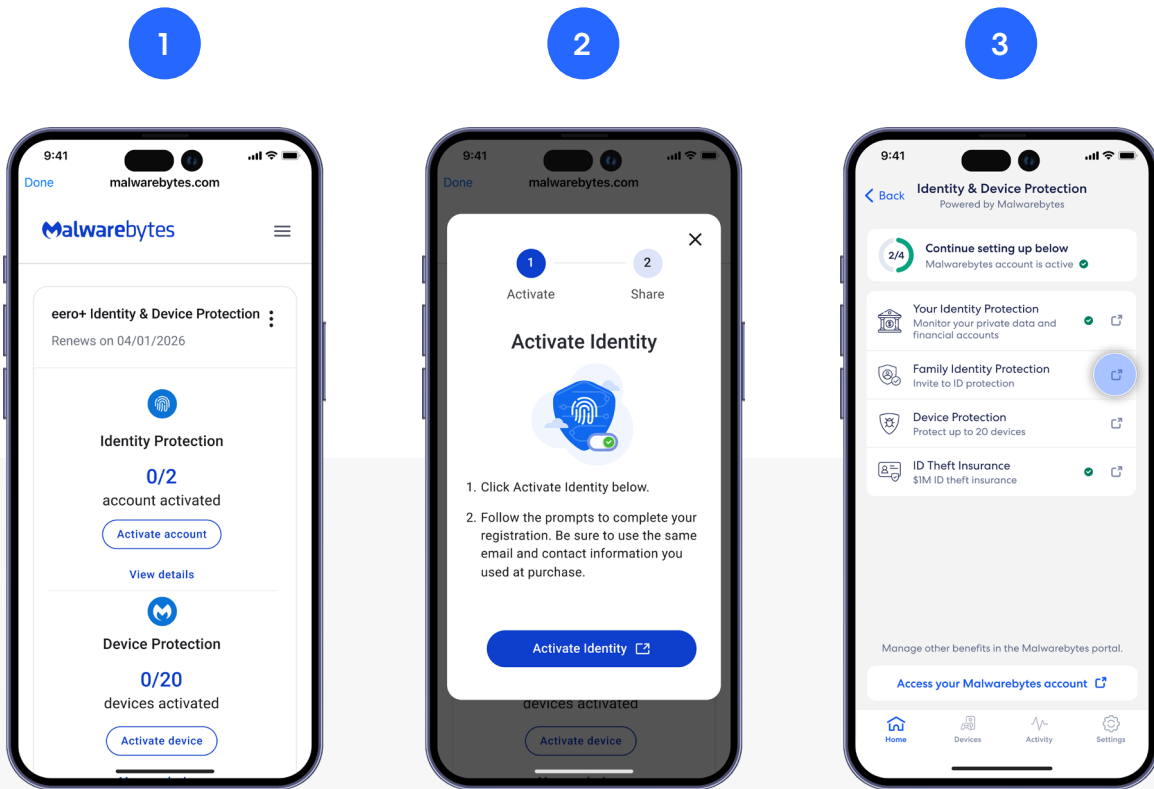 1
2
3
9:41
Done
malwarebytes.com
Malwarebytes
eero+ Identity & Device Protection
Renews on 04/01/2026
Identity Protection
0/2
account activated
Activate account
View details
Device Protection
0/20
devices activated
Activate device
9:41
Done
malwarebytes.com
1
2
Activate
Share
Activate Identity
1. Click Activate Identity below.
2. Follow the prompts to complete your
registration. Be sure to use the same
email and contact information you
used at purchase.
Activate Identity
devices activated
Activate device
9:41
Back
Identity & Device Protection
Powered by Malwarebytes
2/4
Continue setting up below
Malwarebytes account is active
Your Identity Protection
Monitor your private data and
financial accounts
Family Identity Protection
Invite to ID protection
Device Protection
Protect up to 20 devices
ID Theft Insurance
$1M ID theft insurance
Manage other benefits in the Malwarebytes portal.
Access your Malwarebytes account
Home
Devices
Activity
Settings